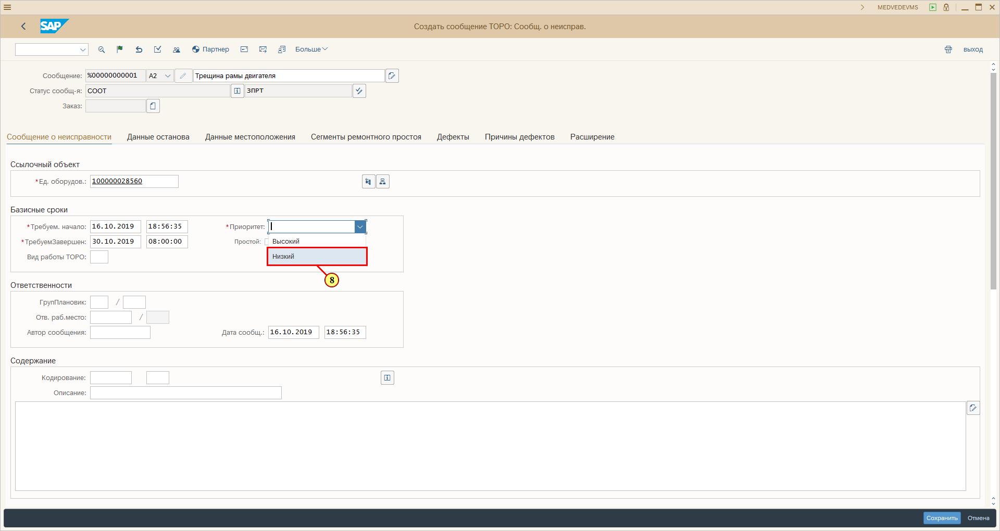 MEDVEDEVMS
SAP
Создать сообщение ТОРО: Сообщ. о неисправ.
Партнер
Больше
выход
Сообщение: %00000000001 A2 Трещина рамы двигателя
Статус сообщ-я: СООТ ЗПРТ
Заказ:
Сообщение о неисправности Данные останова Данные местоположения Сегменты ремонтного простоя Дефекты Причины дефектов Расширение
Ссылочный объект
*Ед. оборудов.: 100000028560
Базисные сроки
*Требуем. начало: 16.10.2019 18:56:35 *Приоритет:
*ТребуемЗавершен: 30.10.2019 08:00:00 Простой: Высокий
Вид работы ТОРО: Низкий
8
Ответственности
ГрупПлановик: /
Отв. раб.место: /
Автор сообщения: Дата сообщ.: 16.10.2019 18:56:35
Содержание
Кодирование:
Описание:
Сохранить Отмена